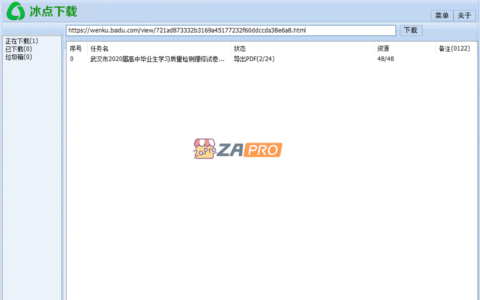 冰点下载
菜单 关于
https://wenku.baidu.com/view/721ad873332b3169a45177232f60ddccda38e6a8.html 下载
正在下载(1)
已下载(0)
垃圾箱(0)
序号 任务名 状态 资源 备注(0122)
0 武汉市2020届高中毕业生学习质量检测理综试卷... 导出PDF(2/24) 48/48
ZAPRO
ZAPRO